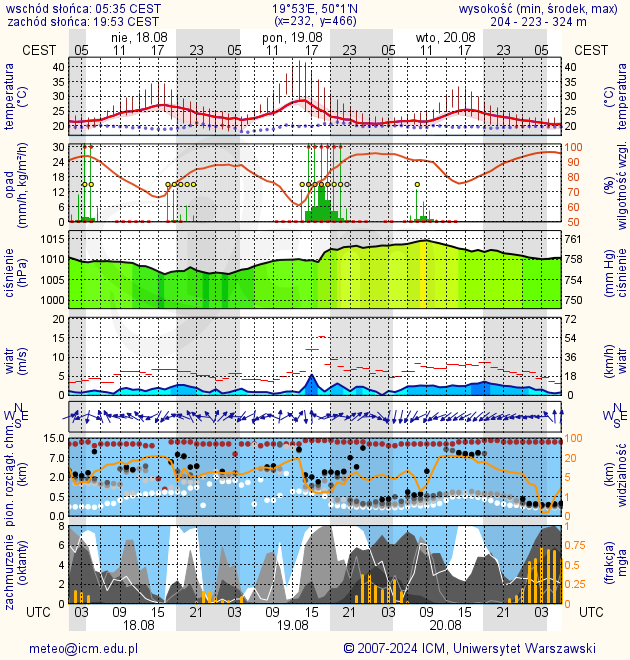 wschód słońca: 05:35 CEST
19°53'E, 50°1'N
wysokość (min, środek, max)
zachód słońca: 19:53 CEST
(x=232, y=466)
204 - 223 - 324 m
nie, 18.08
pon, 19.08
wto, 20.08
CEST 05 11 17 23 05 11 17 23 05 11 17 23 05 CEST
temperatura (°C)
40 35 30 25 20
40 35 30 25 20
temperatura (°C)
opad (mm/h, kg/m²/h)
30 24 18 12 6 0
100 90 80 70 60 50
(%) wilgotność wzgl.
ciśnienie (hPa)
1015 1010 1005 1000
761 758 754 750
(mm Hg) ciśnienie
wiatr (m/s)
20 15 10 5 0
72 54 36 18 0
(km/h) wiatr
N W E S
N W E S
pion. rozciągł. chm. (km)
15.0 7.0 2.0 0.5 0.0
100 20 5 1 0
(km) widzialność
zachmurzenie (oktanty)
8 6 4 2 0
1 0.75 0.5 0.25 0
(frakcja) mgła
UTC 03 09 15 21 03 09 15 21 03 09 15 21 03 UTC
18.08
19.08
20.08
meteo@icm.edu.pl
© 2007-2024 ICM, Uniwersytet Warszawski